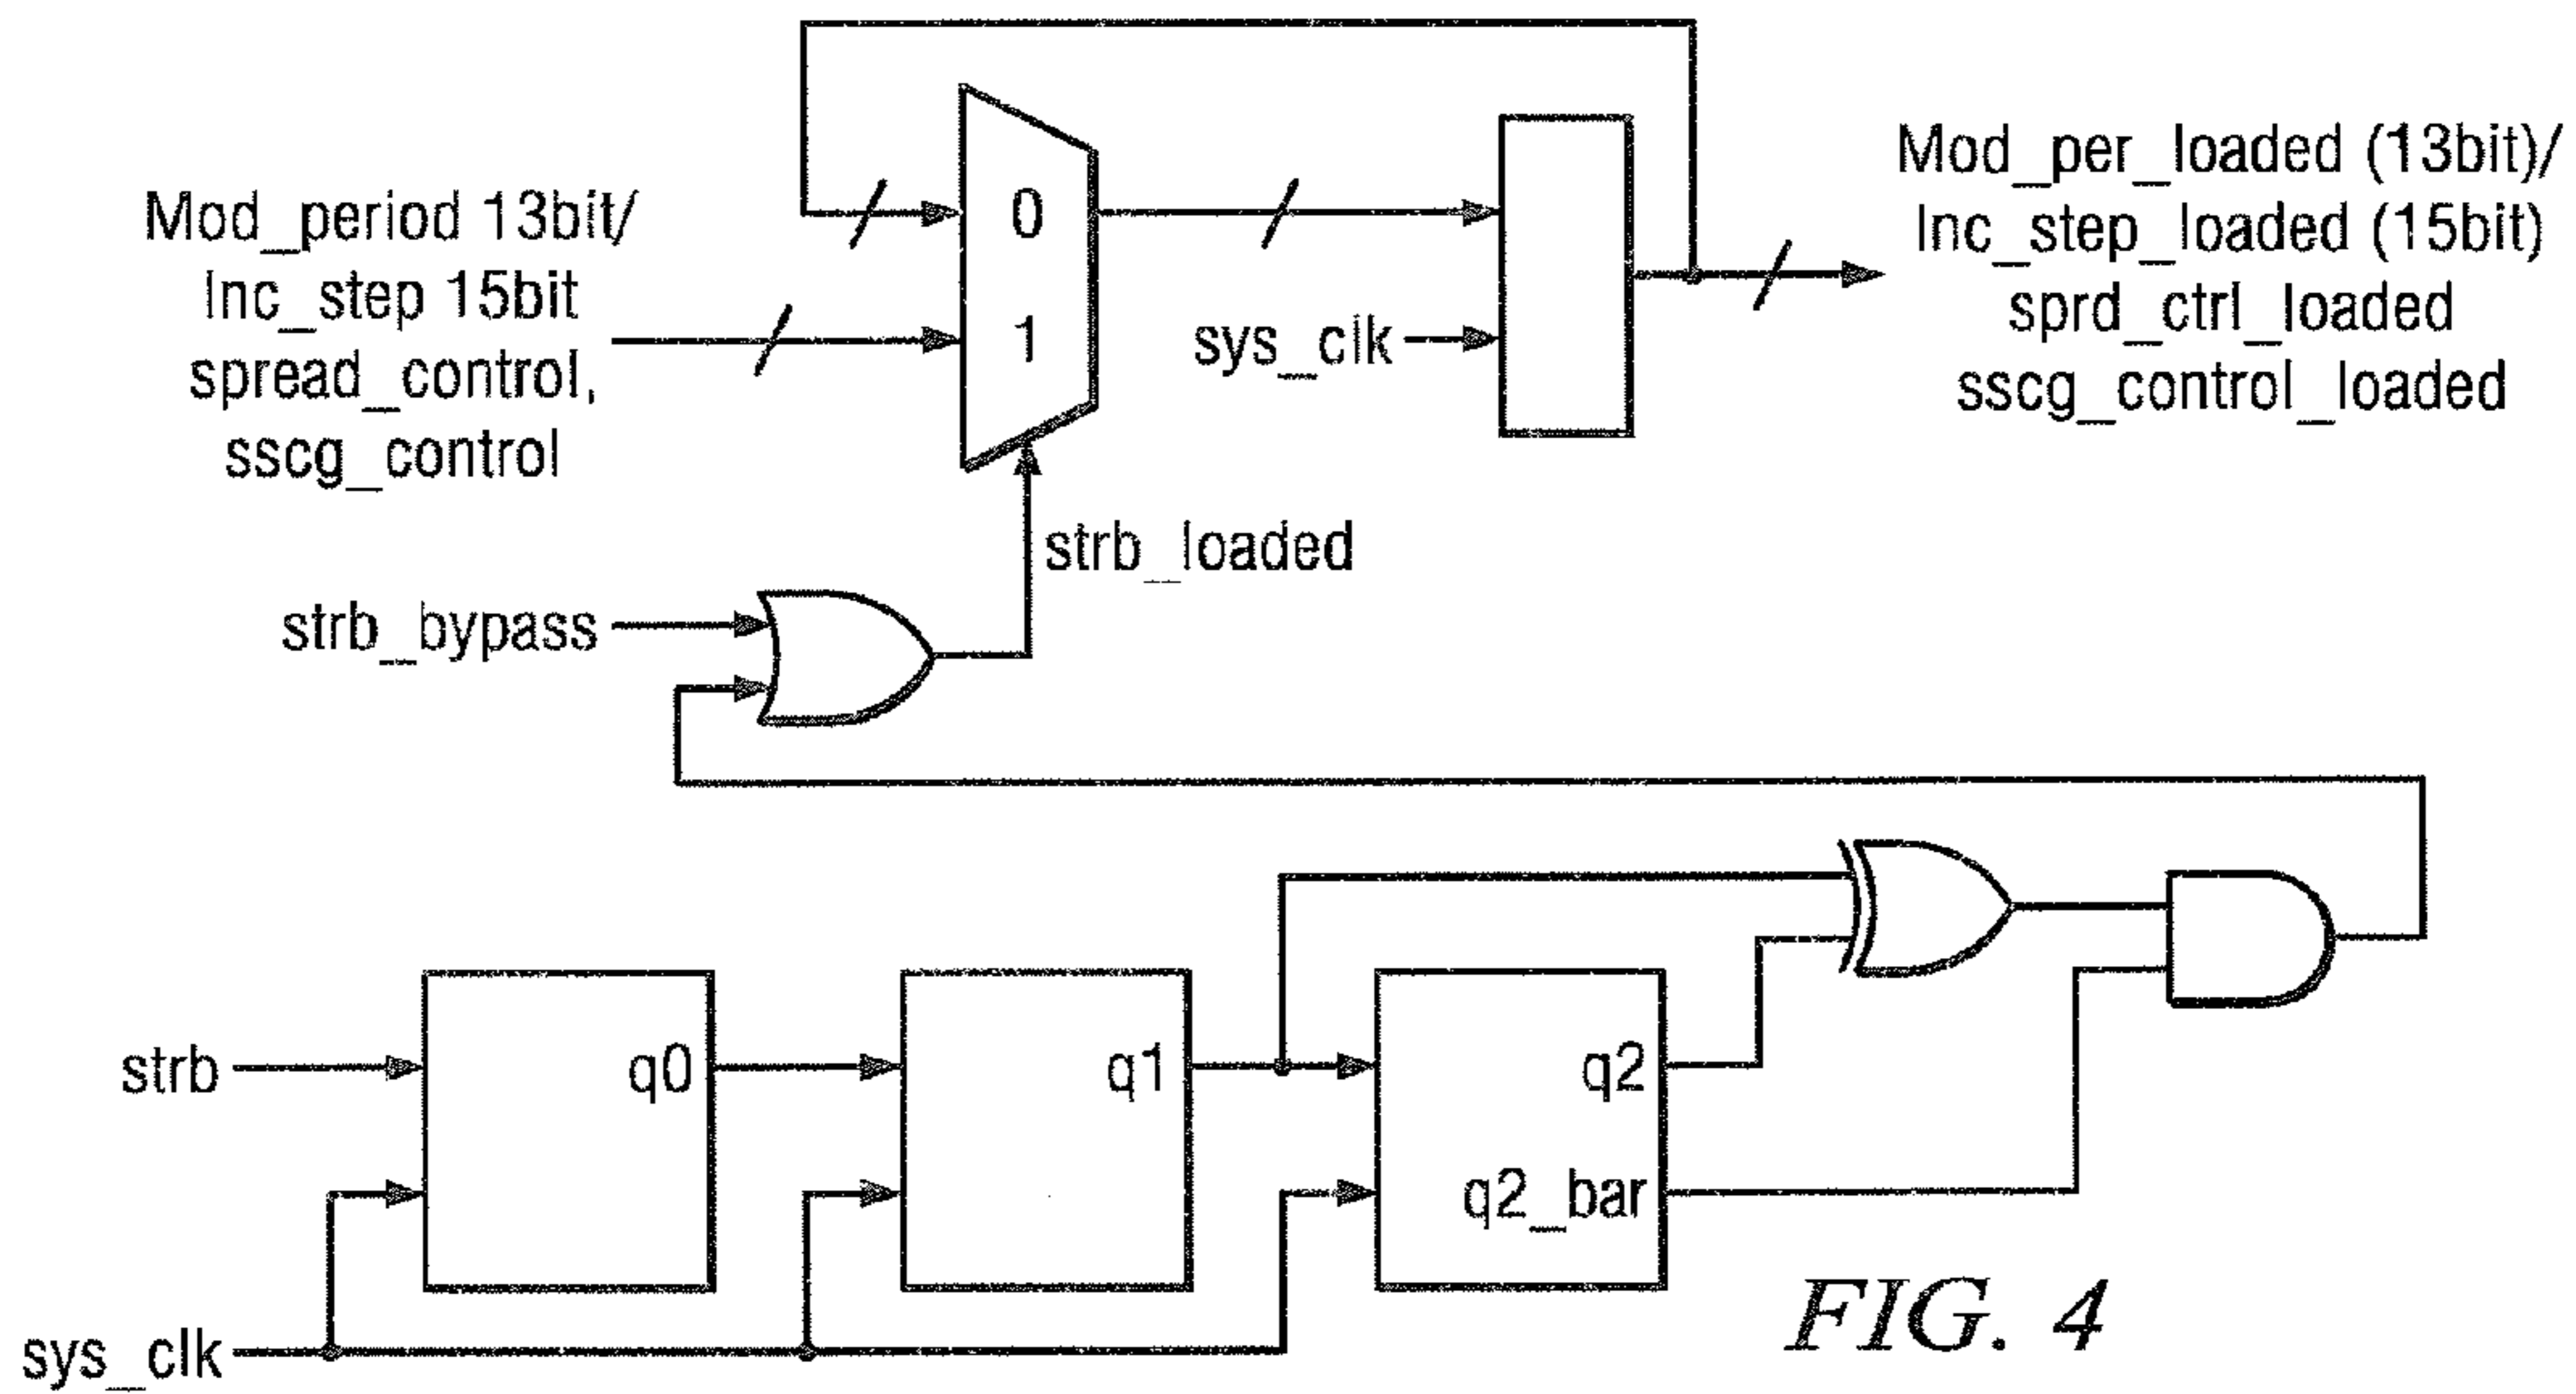 Mod_period 13bit/
Inc_step 15bit
spread_control,
sscg_control
0
1
sys_clk
Mod_per_loaded (13bit)/
Inc_step_loaded (15bit)
sprd_ctrl_loaded
sscg_control_loaded
strb_loaded
strb_bypass
strb
q0
q1
q2
q2_bar
sys_clk
FIG. 4